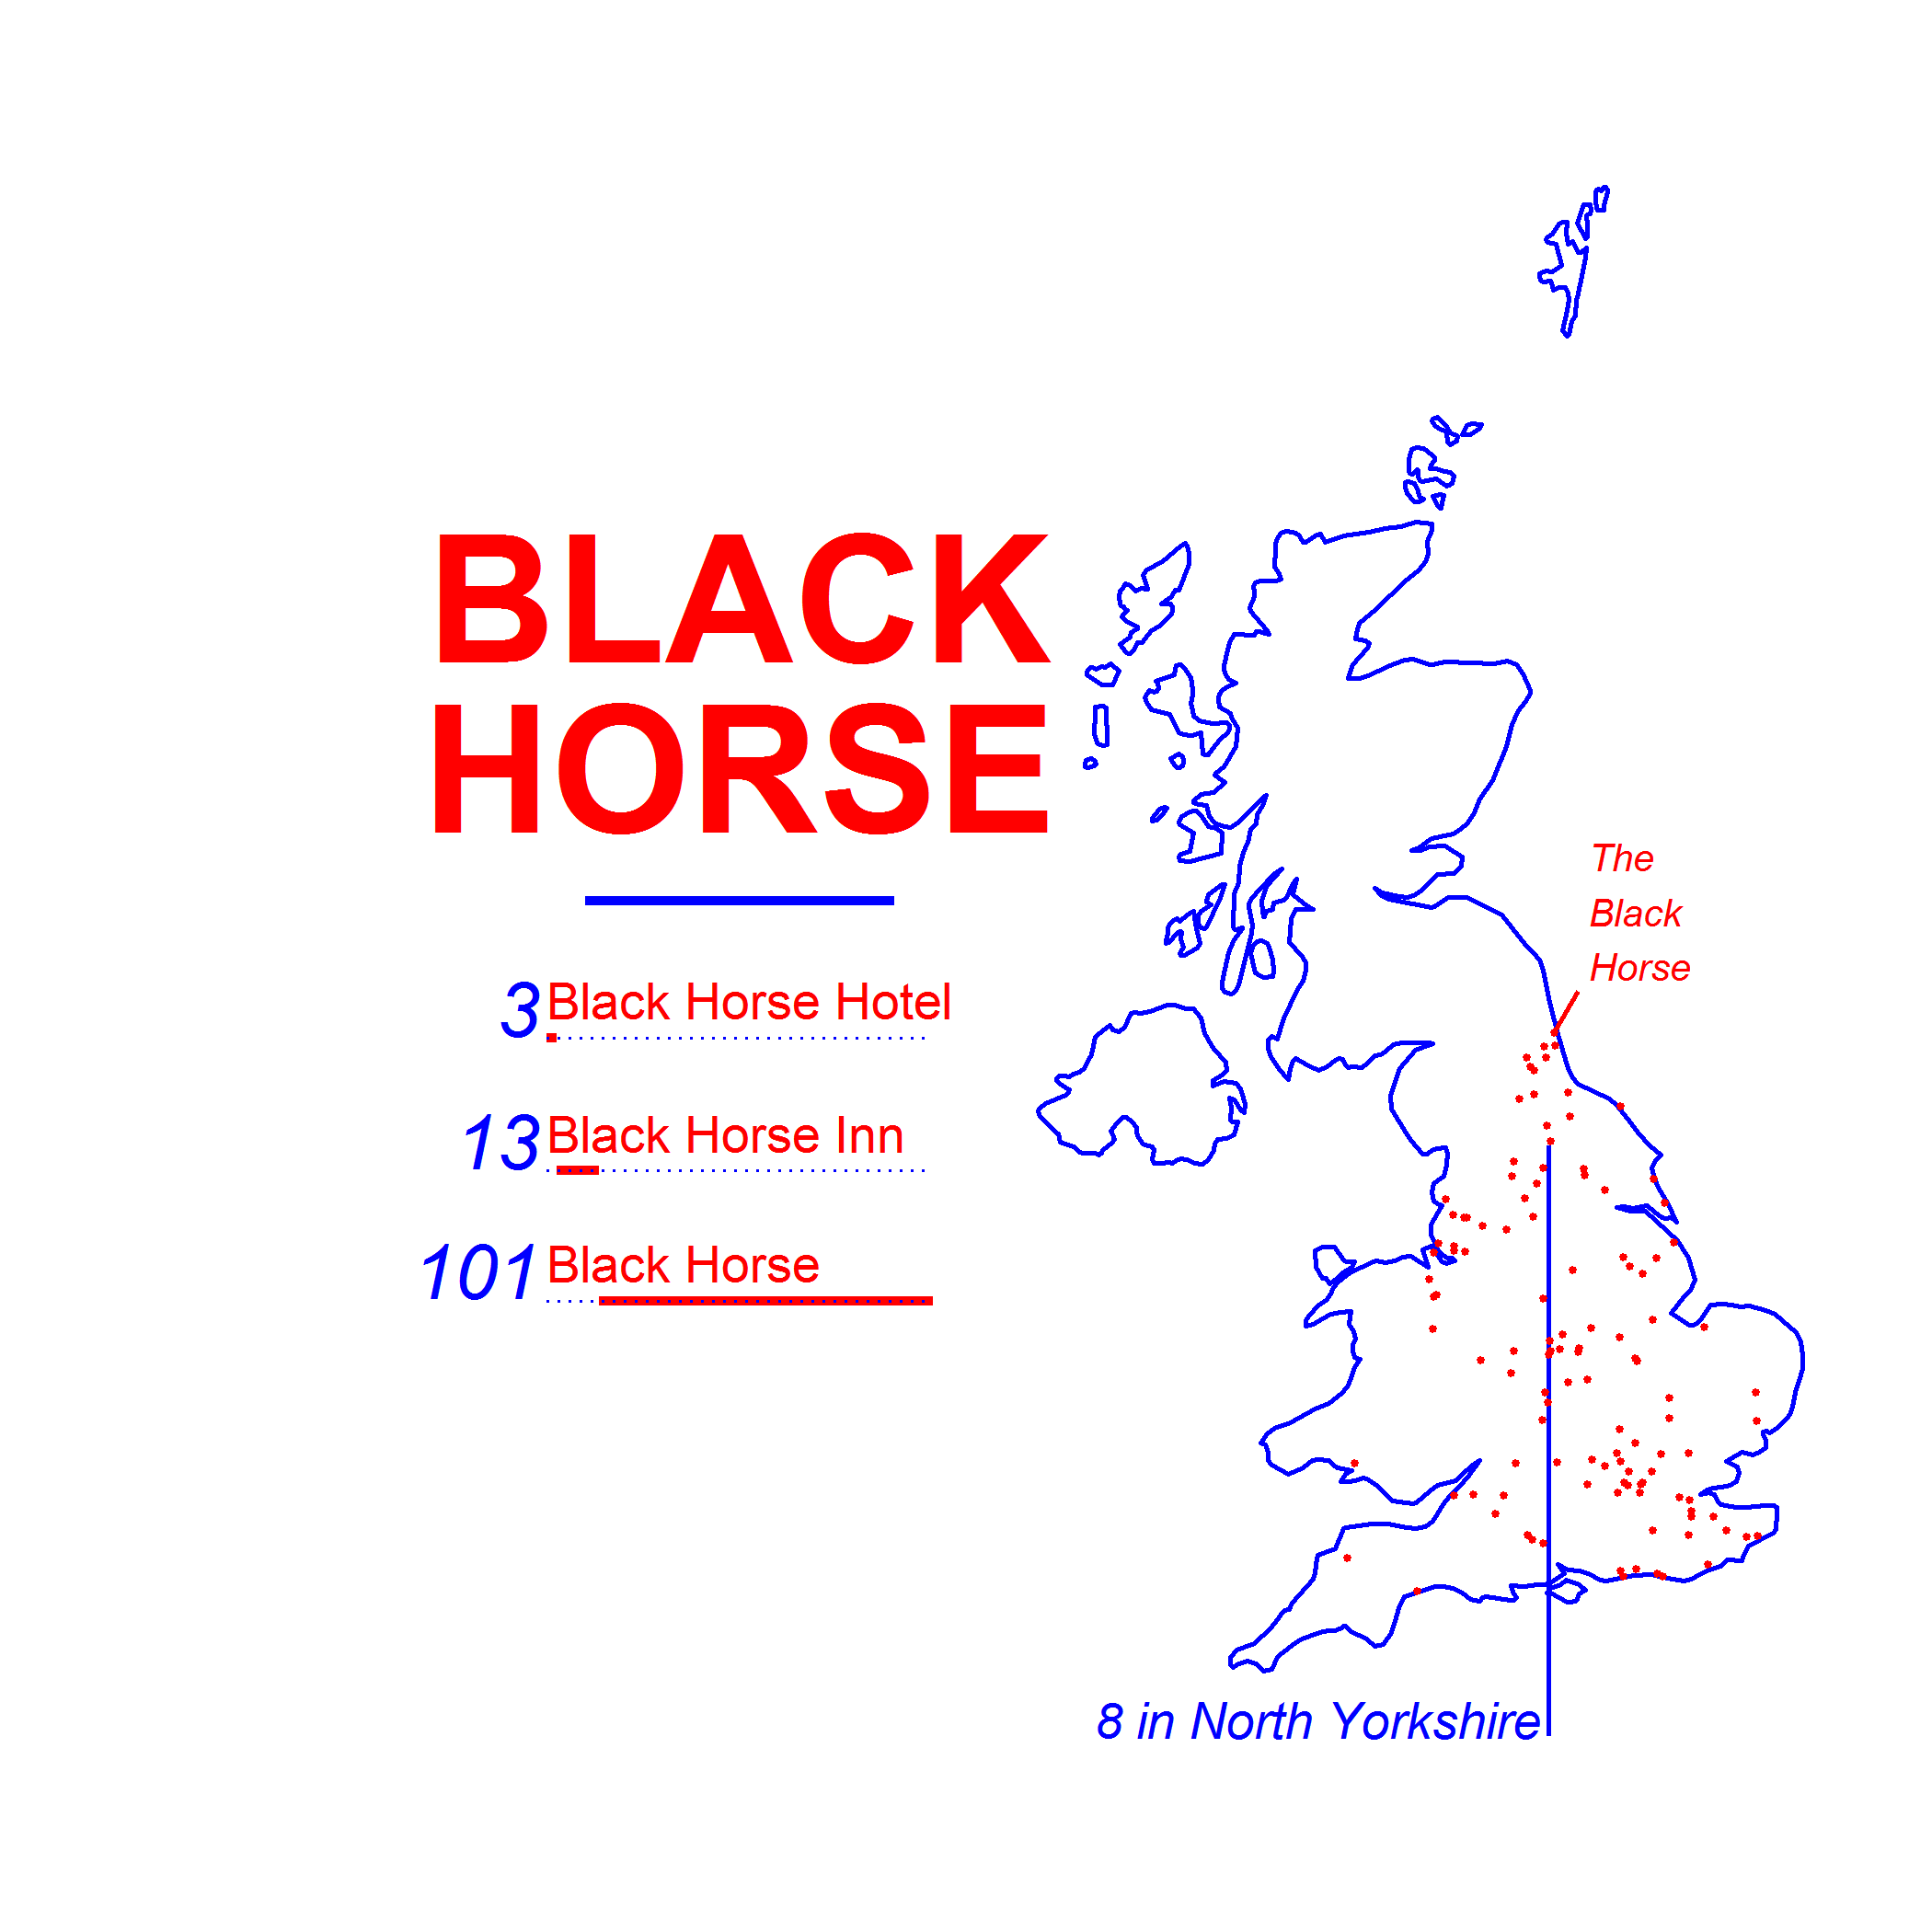 BLACK
HORSE
3 Black Horse Hotel
13 Black Horse Inn
101 Black Horse
The
Black
Horse
8 in North Yorkshire